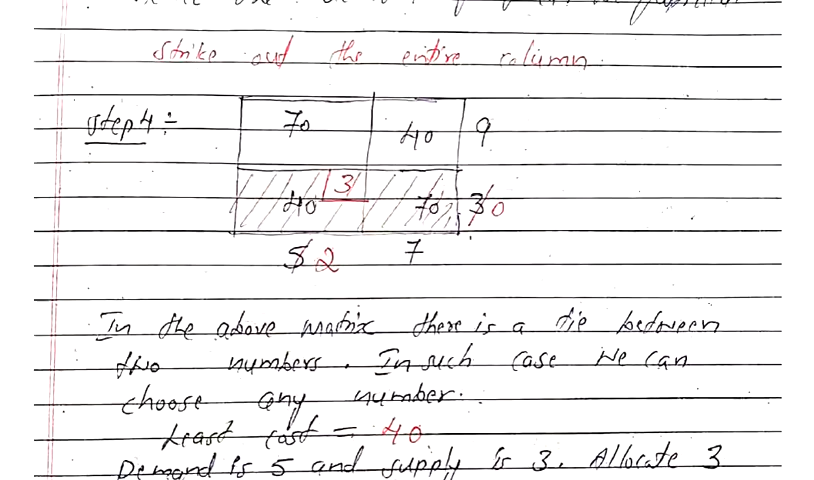 Strike out the entire column.
Step 4 :-
70 40 9
3
40 70 3 0
5 2 7
In the above matrix there is a tie between
two numbers. In such case we can
choose any number.
Least cost = 40
Demand is 5 and supply is 3. Allocate 3